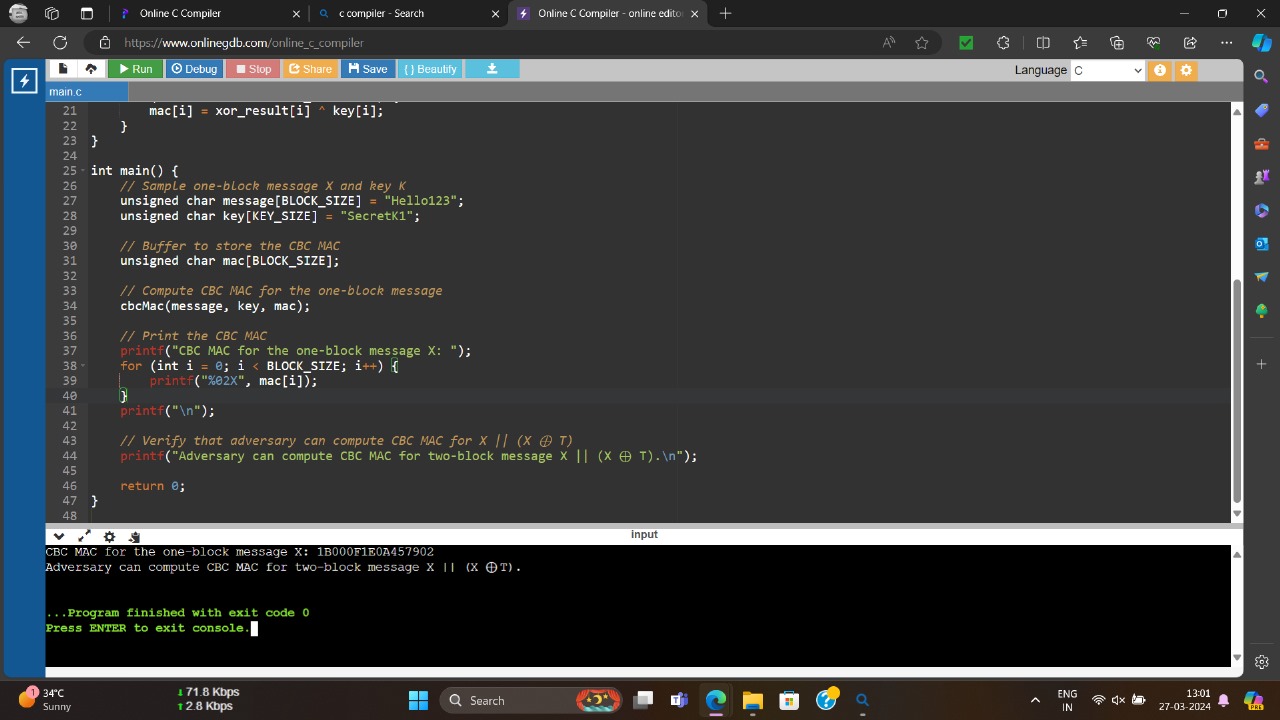 Online C Compiler
c compiler - Search
Online C Compiler - online edito
https://www.onlinegdb.com/online_c_compiler
Run Debug Stop Share Save { } Beautify Language C
main.c
21 mac[i] = xor_result[i] ^ key[i];
22 }
23 }
24
25 int main() {
26 // Sample one-block message X and key K
27 unsigned char message[BLOCK_SIZE] = "Hello123";
28 unsigned char key[KEY_SIZE] = "SecretK1";
29
30 // Buffer to store the CBC MAC
31 unsigned char mac[BLOCK_SIZE];
32
33 // Compute CBC MAC for the one-block message
34 cbcMac(message, key, mac);
35
36 // Print the CBC MAC
37 printf("CBC MAC for the one-block message X: ");
38 for (int i = 0; i < BLOCK_SIZE; i++) {
39 printf("%02X", mac[i]);
40 }
41 printf("\n");
42
43 // Verify that adversary can compute CBC MAC for X || (X ⊕ T)
44 printf("Adversary can compute CBC MAC for two-block message X || (X ⊕ T).\n");
45
46 return 0;
47 }
48
input
CBC MAC for the one-block message X: 1B000F1E0A457902
Adversary can compute CBC MAC for two-block message X || (X ⊕T).
...Program finished with exit code 0
Press ENTER to exit console.
1 34°C
Sunny
71.8 Kbps
2.8 Kbps
Search
ENG
IN
13:01
27-03-2024